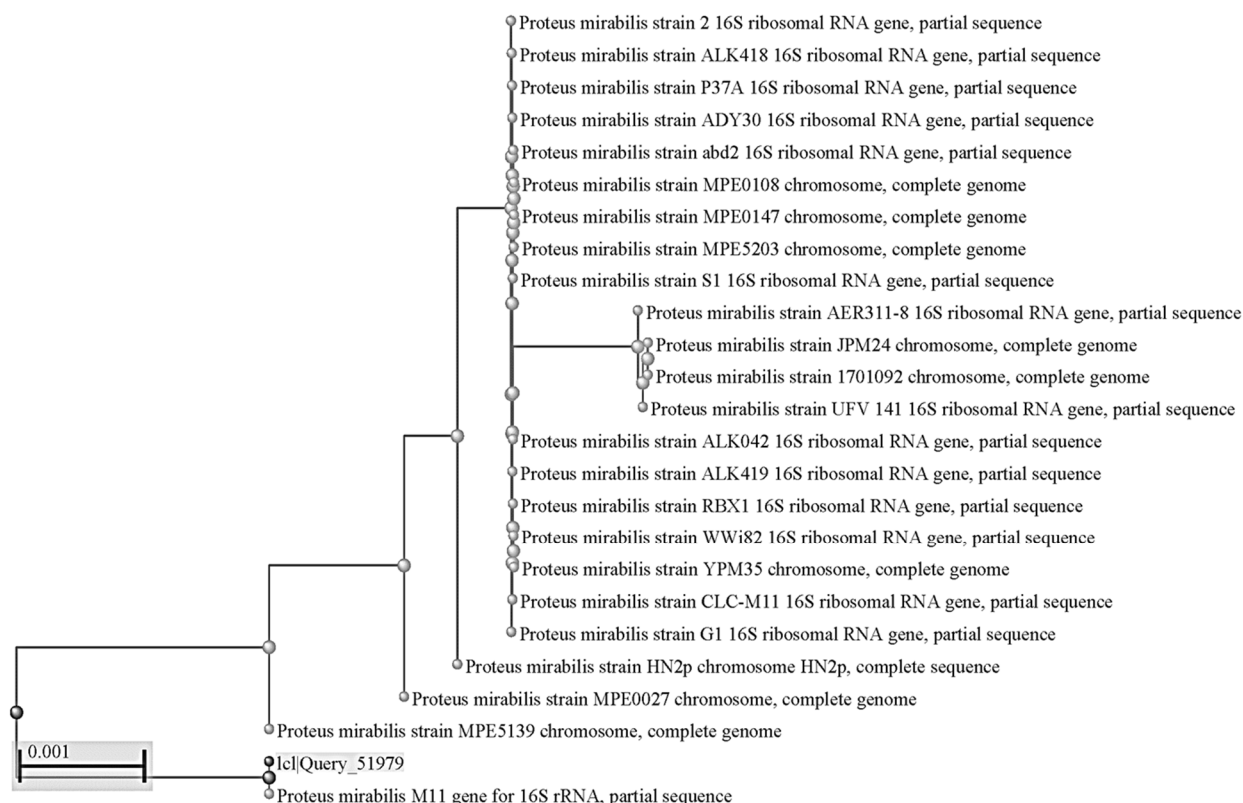 Proteus mirabilis strain 2 16S ribosomal RNA gene, partial sequence
Proteus mirabilis strain ALK418 16S ribosomal RNA gene, partial sequence
Proteus mirabilis strain P37A 16S ribosomal RNA gene, partial sequence
Proteus mirabilis strain ADY30 16S ribosomal RNA gene, partial sequence
Proteus mirabilis strain abd2 16S ribosomal RNA gene, partial sequence
Proteus mirabilis strain MPE0108 chromosome, complete genome
Proteus mirabilis strain MPE0147 chromosome, complete genome
Proteus mirabilis strain MPE5203 chromosome, complete genome
Proteus mirabilis strain S1 16S ribosomal RNA gene, partial sequence
Proteus mirabilis strain AER311-8 16S ribosomal RNA gene, partial sequence
Proteus mirabilis strain JPM24 chromosome, complete genome
Proteus mirabilis strain 1701092 chromosome, complete genome
Proteus mirabilis strain UFV 141 16S ribosomal RNA gene, partial sequence
Proteus mirabilis strain ALK042 16S ribosomal RNA gene, partial sequence
Proteus mirabilis strain ALK419 16S ribosomal RNA gene, partial sequence
Proteus mirabilis strain RBX1 16S ribosomal RNA gene, partial sequence
Proteus mirabilis strain WWi82 16S ribosomal RNA gene, partial sequence
Proteus mirabilis strain YPM35 chromosome, complete genome
Proteus mirabilis strain CLC-M11 16S ribosomal RNA gene, partial sequence
Proteus mirabilis strain G1 16S ribosomal RNA gene, partial sequence
Proteus mirabilis strain HN2p chromosome HN2p, complete sequence
Proteus mirabilis strain MPE0027 chromosome, complete genome
Proteus mirabilis strain MPE5139 chromosome, complete genome
0.001
lcl|Query_51979
Proteus mirabilis M11 gene for 16S rRNA, partial sequence